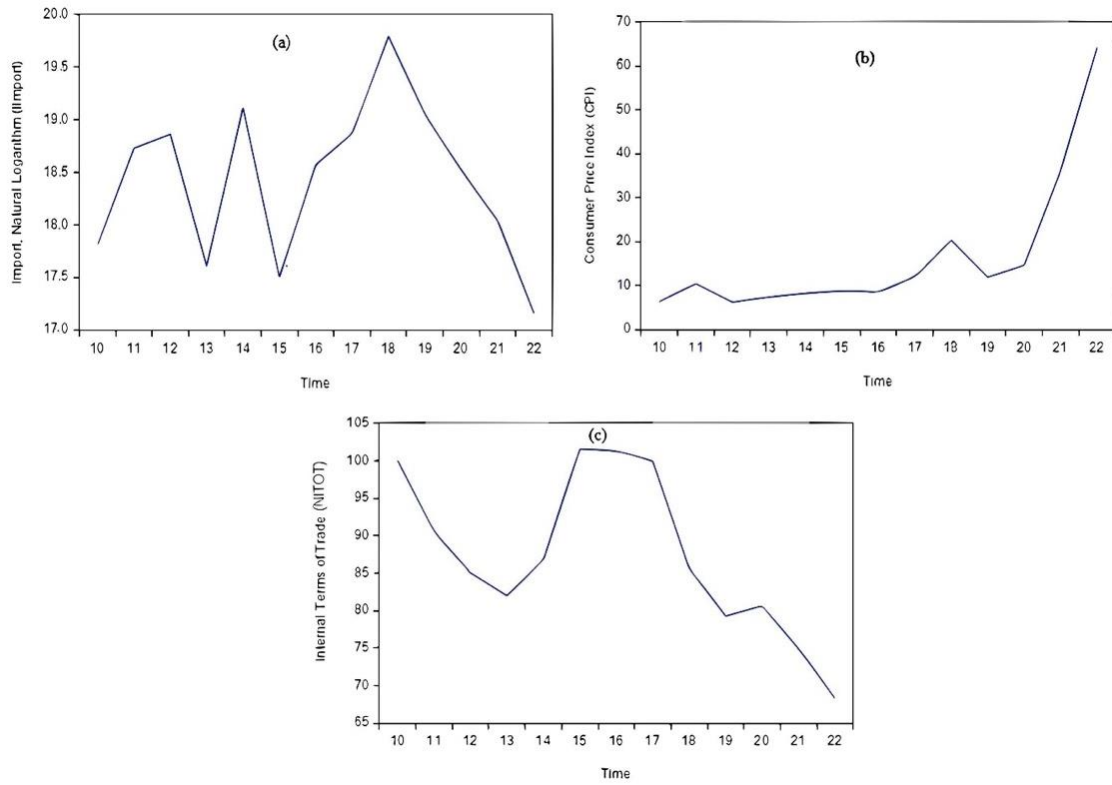 (a)
Import, Natural Loganthm (lImport)
20.0
19.5
19.0
18.5
18.0
17.5
17.0
10 11 12 13 14 15 16 17 18 19 20 21 22
Time
(b)
Consumer Price Index (CPI)
70
60
50
40
30
20
10
0
10 11 12 13 14 15 16 17 18 19 20 21 22
Time
(c)
Internal Terms of Trade (NITOT)
105
100
95
90
85
80
75
70
65
10 11 12 13 14 15 16 17 18 19 20 21 22
Time